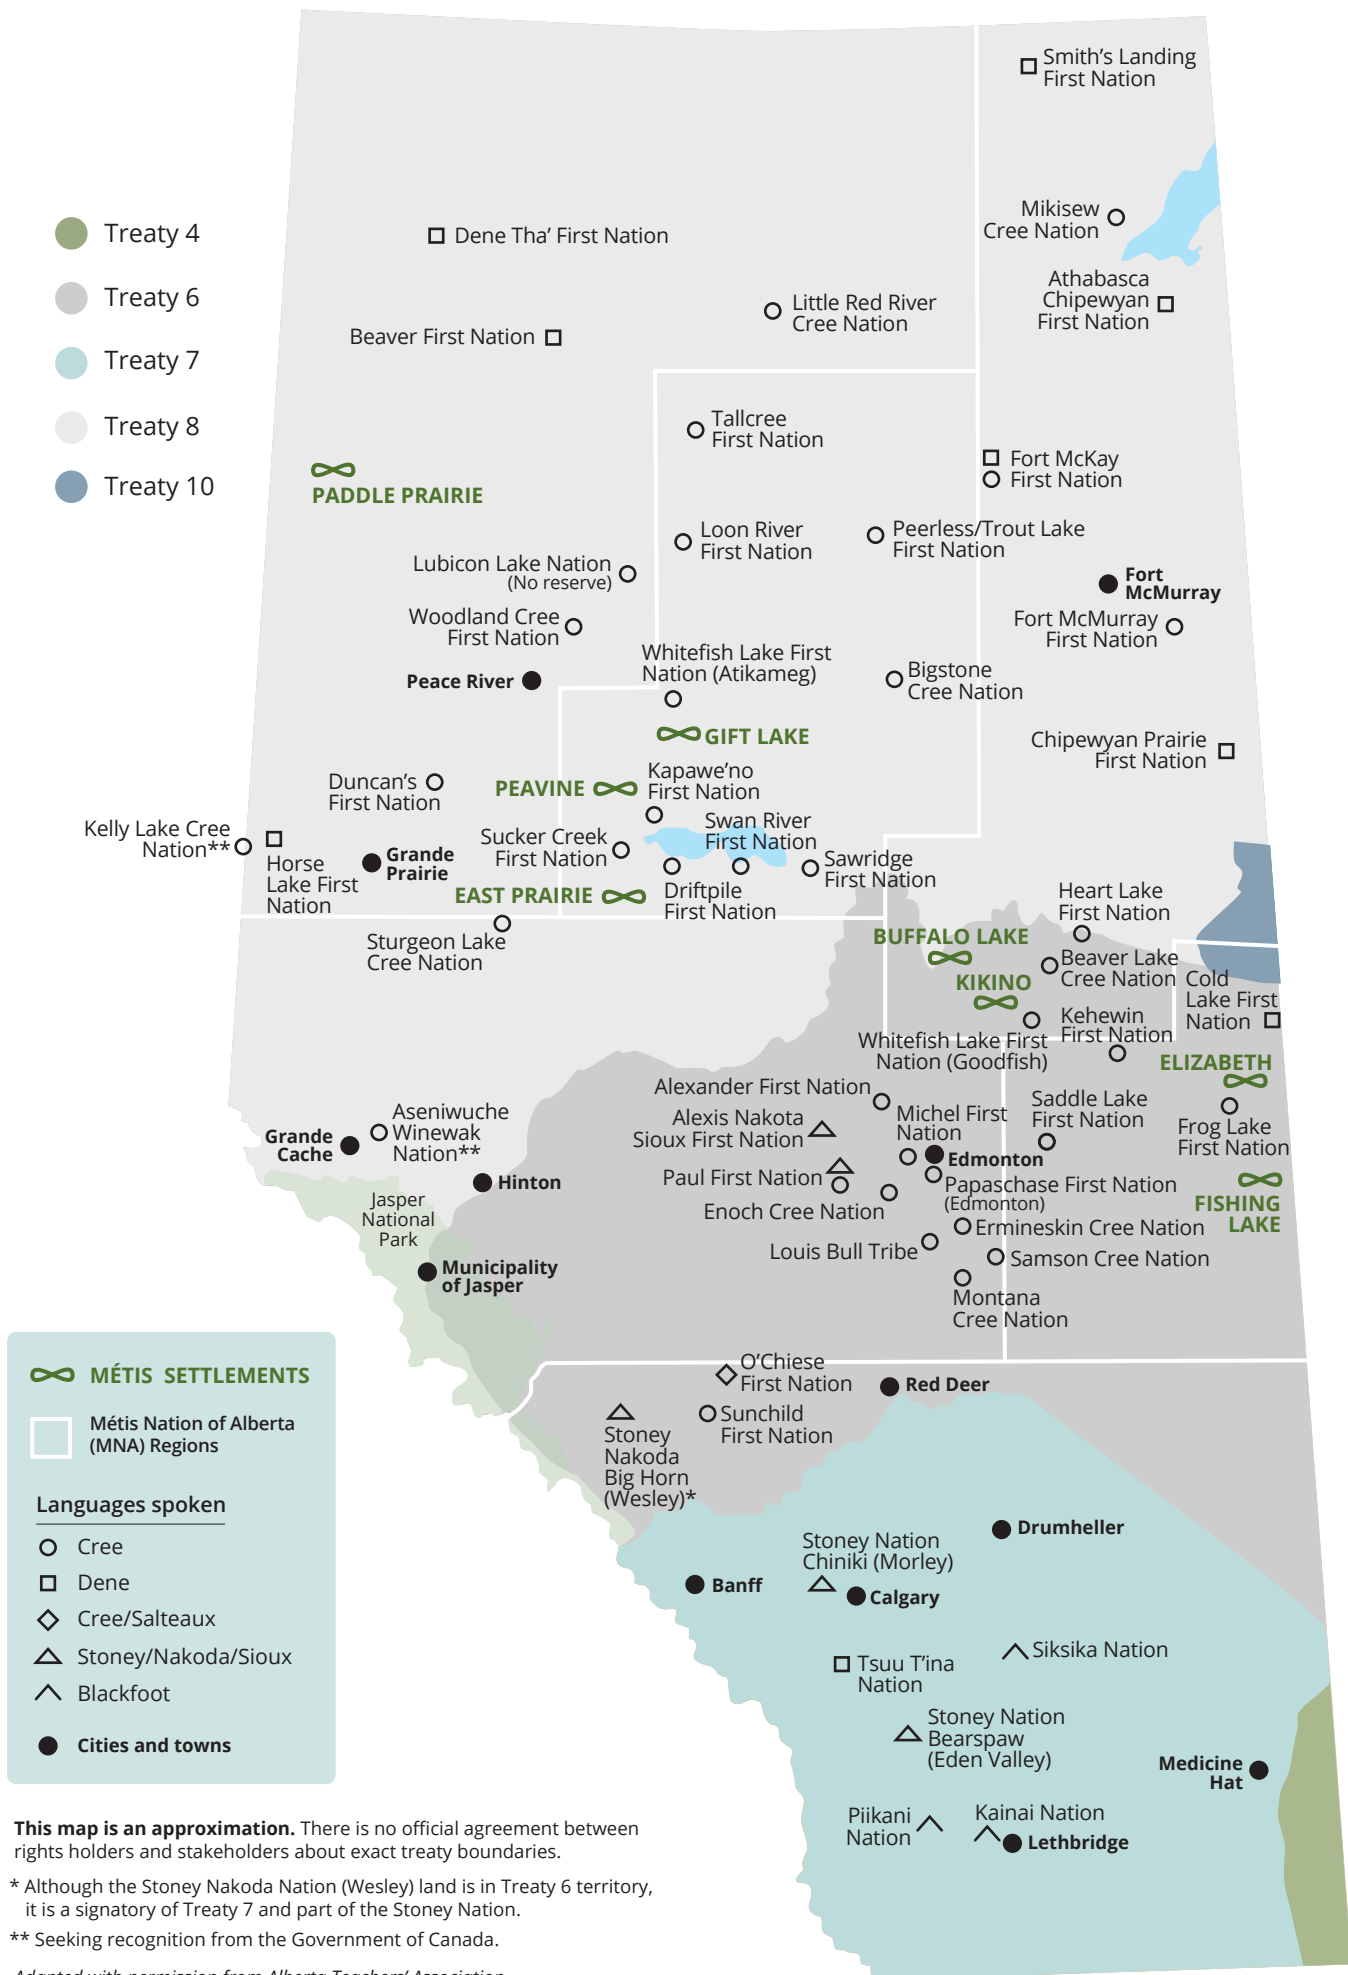 Smith's Landing
First Nation
Treaty 4
Treaty 6
Treaty 7
Treaty 8
Treaty 10
Mikisew
Cree Nation
Dene Tha' First Nation
Athabasca
Chipewyan
First Nation
Little Red River
Cree Nation
Beaver First Nation
Tallcree
First Nation
Fort McKay
First Nation
PADDLE PRAIRIE
Loon River
First Nation
Peerless/Trout Lake
First Nation
Lubicon Lake Nation
(No reserve)
Fort
McMurray
Woodland Cree
First Nation
Fort McMurray
First Nation
Whitefish Lake First
Nation (Atikameg)
Peace River
Bigstone
Cree Nation
GIFT LAKE
Chipewyan Prairie
First Nation
Kapawe'no
First Nation
PEAVINE
Duncan's
First Nation
Kelly Lake Cree
Nation**
Swan River
First Nation
Sucker Creek
First Nation
Horse
Lake First
Nation
Grande
Prairie
Sawridge
First Nation
EAST PRAIRIE
Driftpile
First Nation
Heart Lake
First Nation
Sturgeon Lake
Cree Nation
BUFFALO LAKE
Beaver Lake
Cree Nation
KIKINO
Cold
Lake First
Nation
Kehewin
First Nation
Whitefish Lake First
Nation (Goodfish)
ELIZABETH
Alexander First Nation
Saddle Lake
First Nation
Michel First
Nation
Alexis Nakota
Sioux First Nation
Frog Lake
First Nation
Aseniwuche
Winewak
Nation**
Grande
Cache
Edmonton
Paul First Nation
Papaschase First Nation
(Edmonton)
Hinton
FISHING
LAKE
Jasper
National
Park
Enoch Cree Nation
Ermineskin Cree Nation
Louis Bull Tribe
Samson Cree Nation
Municipality
of Jasper
Montana
Cree Nation
O'Chiese
First Nation
Red Deer
Sunchild
First Nation
Stoney
Nakoda
Big Horn
(Wesley)*
MÉTIS SETTLEMENTS
Métis Nation of Alberta
(MNA) Regions
Languages spoken
Cree
Dene
Cree/Salteaux
Stoney/Nakoda/Sioux
Blackfoot
Cities and towns
Drumheller
Stoney Nation
Chiniki (Morley)
Banff
Calgary
Siksika Nation
Tsuu T'ina
Nation
Stoney Nation
Bearspaw
(Eden Valley)
Medicine
Hat
Piikani
Nation
Kainai Nation
Lethbridge
This map is an approximation. There is no official agreement between
rights holders and stakeholders about exact treaty boundaries.
* Although the Stoney Nakoda Nation (Wesley) land is in Treaty 6 territory,
it is a signatory of Treaty 7 and part of the Stoney Nation.
** Seeking recognition from the Government of Canada.
Adapted with permission from Alberta Teachers' Association